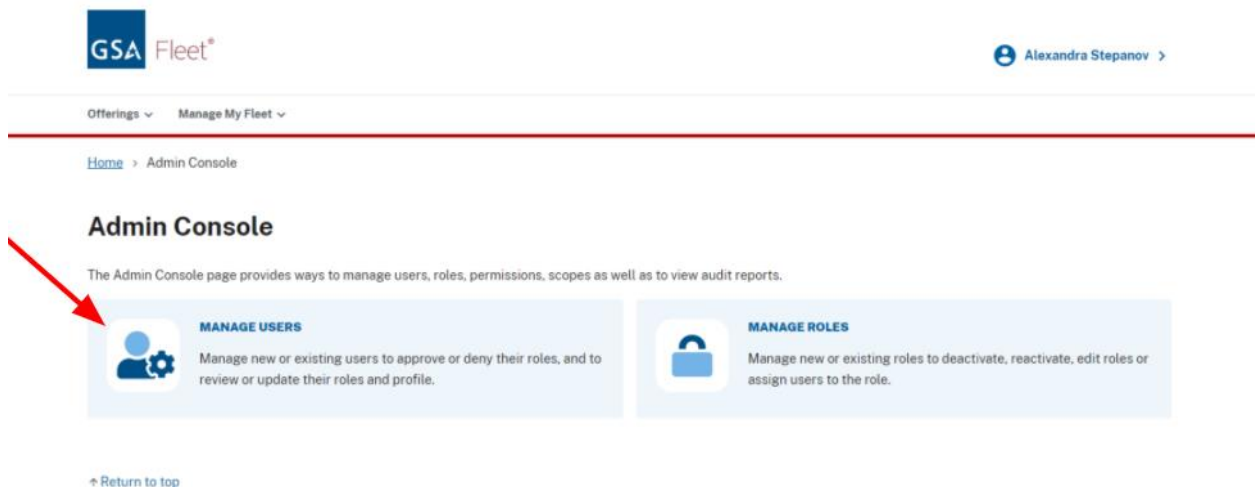 GSA Fleet®
Alexandra Stepanov >
Offerings
Manage My Fleet
Home > Admin Console
Admin Console
The Admin Console page provides ways to manage users, roles, permissions, scopes as well as to view audit reports.
MANAGE USERS
Manage new or existing users to approve or deny their roles, and to
review or update their roles and profile.
MANAGE ROLES
Manage new or existing roles to deactivate, reactivate, edit roles or
assign users to the role.
Return to top